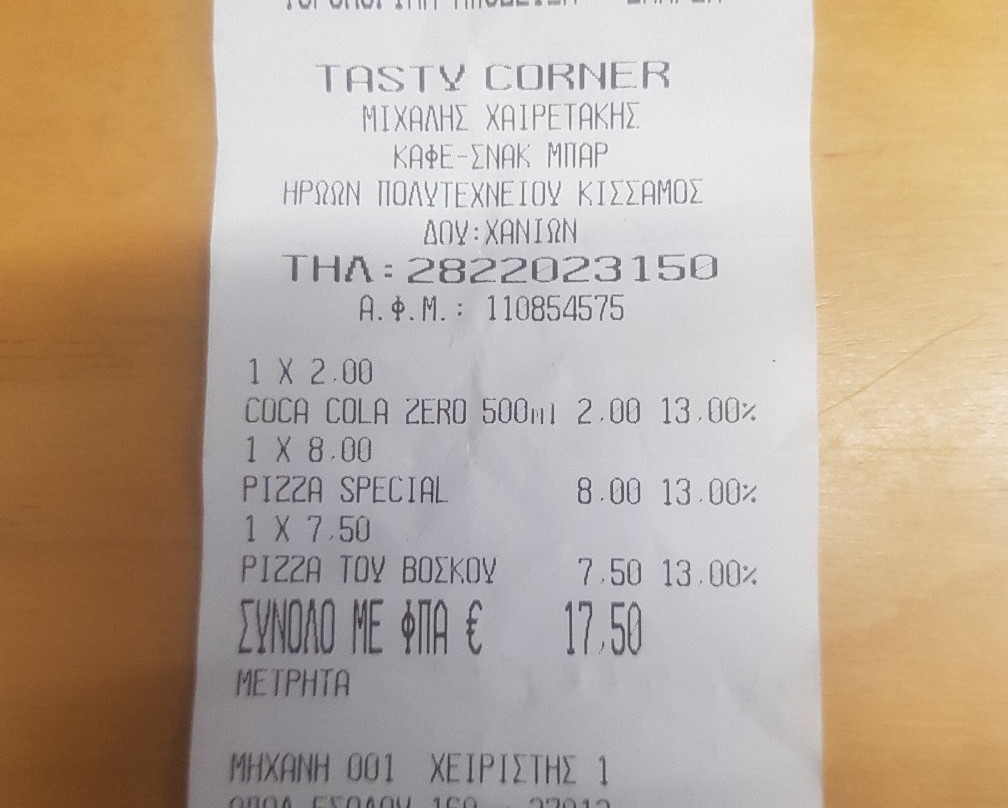 TASTY CORNER
ΜΙΧΑΛΗΣ ΧΑΙΡΕΤΑΚΗΣ
ΚΑΦΕ-ΣΝΑΚ ΜΠΑΡ
ΗΡΩΩΝ ΠΟΛΥΤΕΧΝΕΙΟΥ ΚΙΣΣΑΜΟΣ
ΔΟΥ:ΧΑΝΙΩΝ
ΤΗΛ:2822023150
Α.Φ.Μ.: 110854575
1 X 2.00
COCA COLA ZERO 500ml 2.00 13.00%
1 X 8.00
PIZZA SPECIAL 8.00 13.00%
1 X 7.50
PIZZA ΤΟΥ ΒΟΣΚΟΥ 7.50 13.00%
ΣΥΝΟΛΟ ΜΕ ΦΠΑ € 17,50
ΜΕΤΡΗΤΑ
ΜΗΧΑΝΗ 001 ΧΕΙΡΙΣΤΗΣ 1